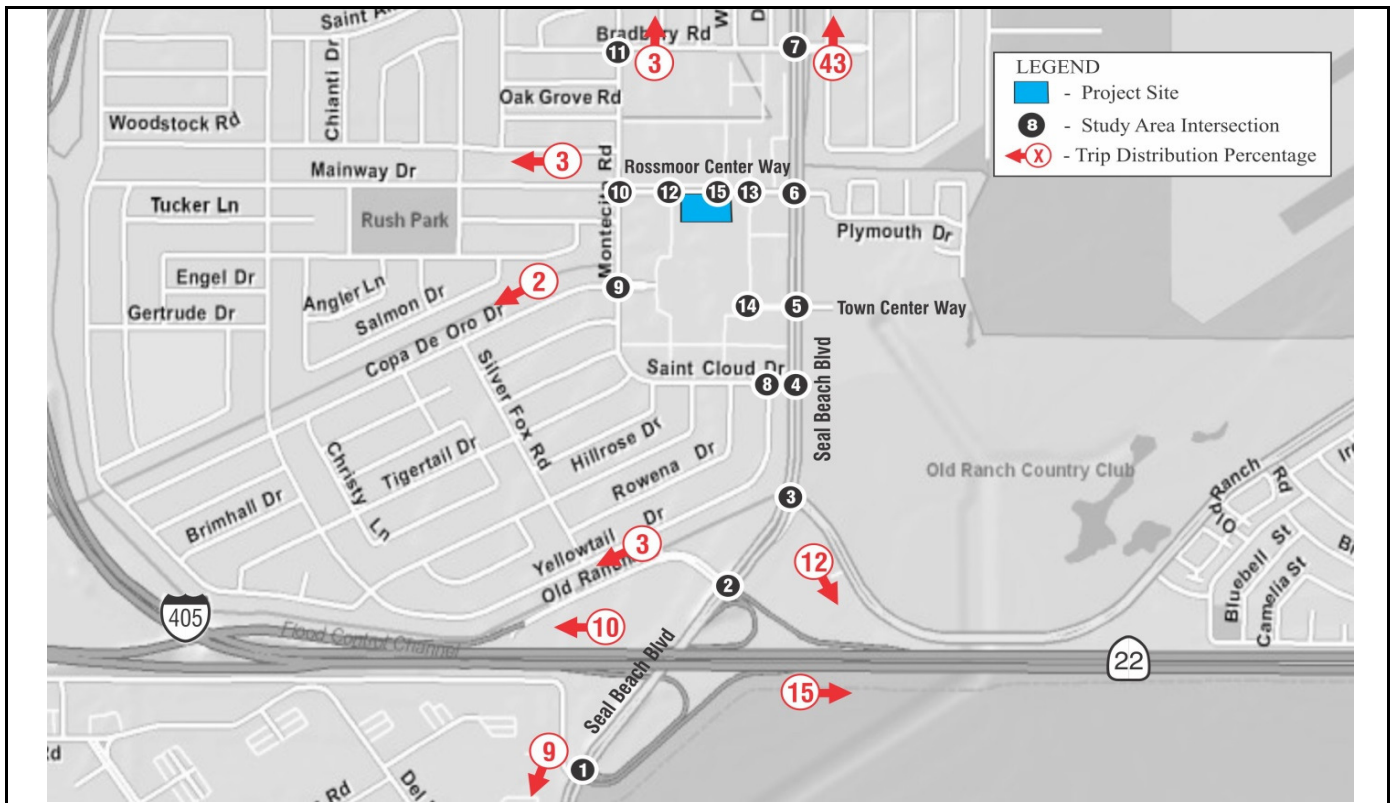 Saint
Bradbury Rd
11
7
3
43
Chianti Dr
Oak Grove Rd
Woodstock Rd
LEGEND
- Project Site
8 - Study Area Intersection
X - Trip Distribution Percentage
3
Mainway Dr
Montecito Rd
Rossmoor Center Way
10
12
15
13
6
Tucker Ln
Rush Park
Plymouth Dr
Engel Dr
Angler Ln
2
9
Gertrude Dr
Salmon Dr
14
5
Town Center Way
Copa De Oro Dr
Silver Fox Rd
Saint Cloud Dr
8
4
Seal Beach Blvd
Christy Ln
Tigertail Dr
Hillrose Dr
Rowena Dr
Brimhall Dr
3
Old Ranch Country Club
Old Ranch Rd
Yellowtail Dr
3
Old Ranch
2
12
Bluebell St
Camelia St
405
Flood Control Channel
10
22
Seal Beach Blvd
15
9
1
Rd
Del